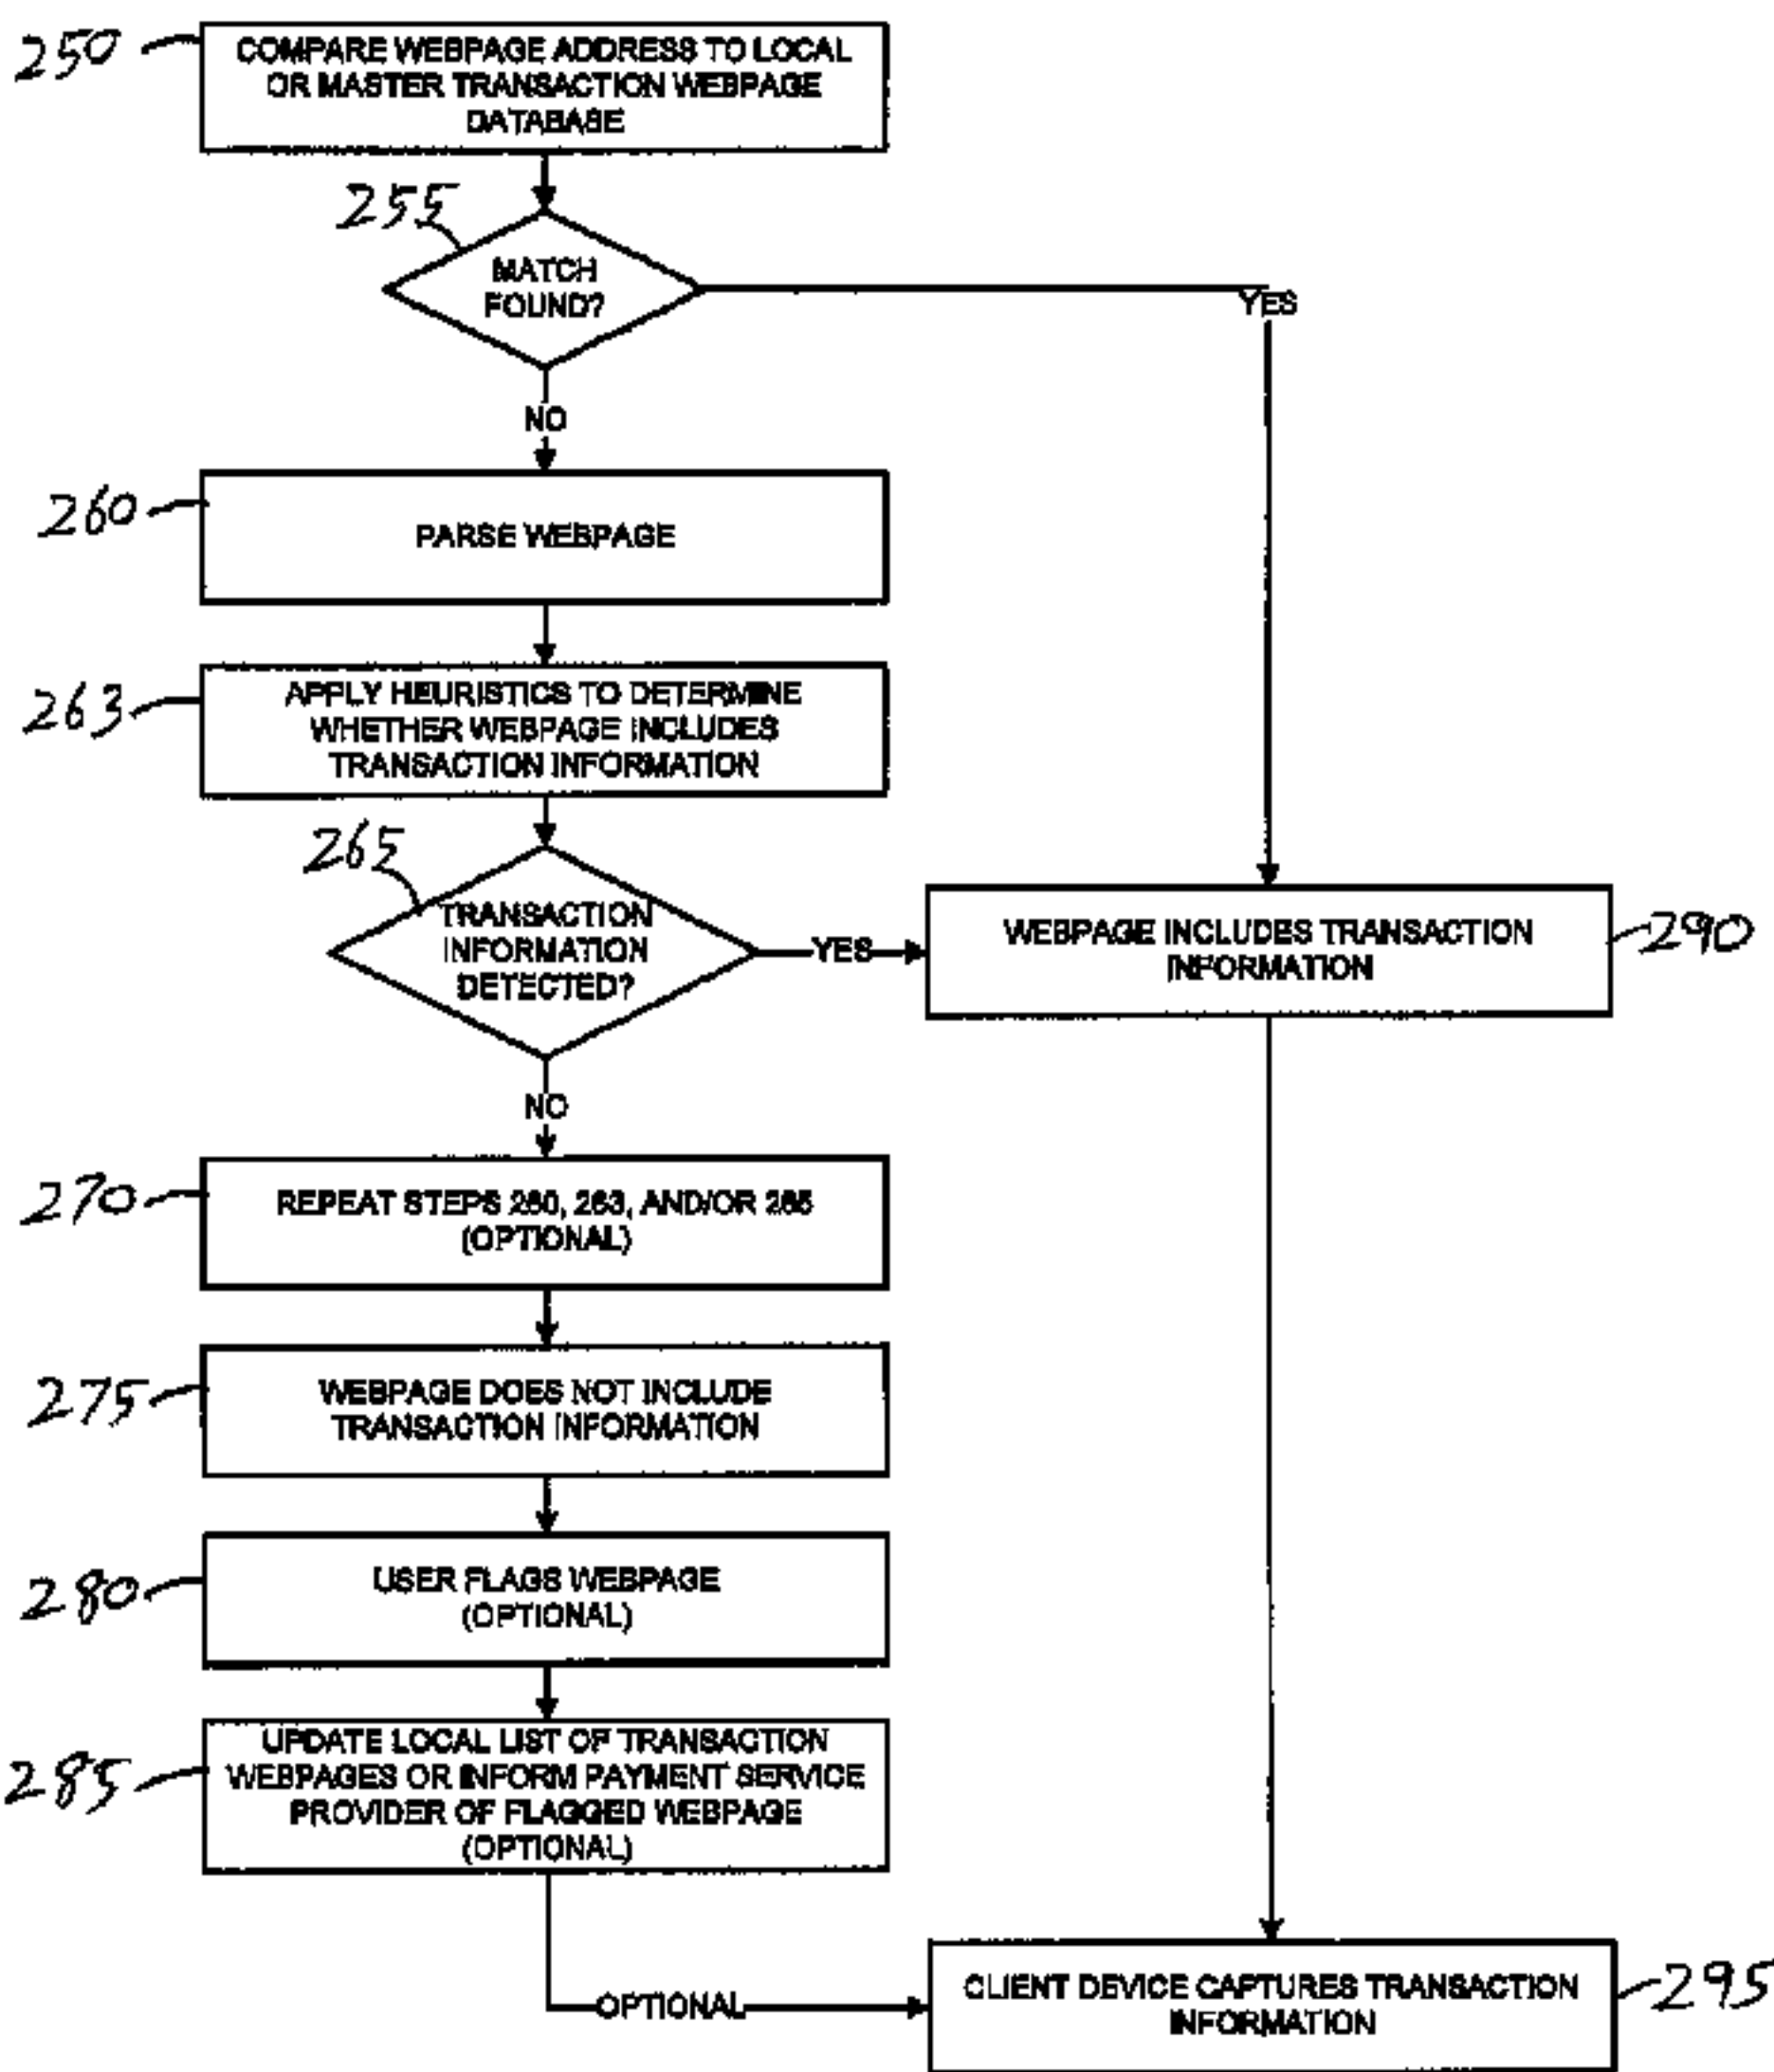 250
COMPARE WEBPAGE ADDRESS TO LOCAL
OR MASTER TRANSACTION WEBPAGE
DATABASE
255
MATCH
FOUND?
YES
NO
260
PARSE WEBPAGE
263
APPLY HEURISTICS TO DETERMINE
WHETHER WEBPAGE INCLUDES
TRANSACTION INFORMATION
265
TRANSACTION
INFORMATION
DETECTED?
YES
WEBPAGE INCLUDES TRANSACTION
INFORMATION
290
NO
270
REPEAT STEPS 260, 263, AND/OR 265
(OPTIONAL)
275
WEBPAGE DOES NOT INCLUDE
TRANSACTION INFORMATION
280
USER FLAGS WEBPAGE
(OPTIONAL)
285
UPDATE LOCAL LIST OF TRANSACTION
WEBPAGES OR INFORM PAYMENT SERVICE
PROVIDER OF FLAGGED WEBPAGE
(OPTIONAL)
OPTIONAL
CLIENT DEVICE CAPTURES TRANSACTION
INFORMATION
295